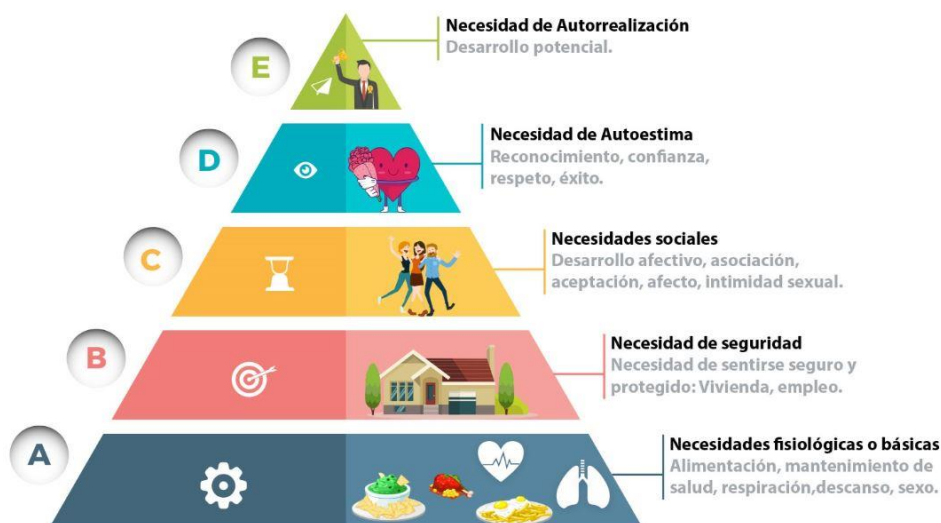 E
Necesidad de Autorrealización
Desarrollo potencial.
D
Necesidad de Autoestima
Reconocimiento, confianza,
respeto, éxito.
C
Necesidades sociales
Desarrollo afectivo, asociación,
aceptación, afecto, intimidad sexual.
B
Necesidad de seguridad
Necesidad de sentirse seguro y
protegido: Vivienda, empleo.
A
Necesidades fisiológicas o básicas
Alimentación, mantenimiento de
salud, respiración,descanso, sexo.